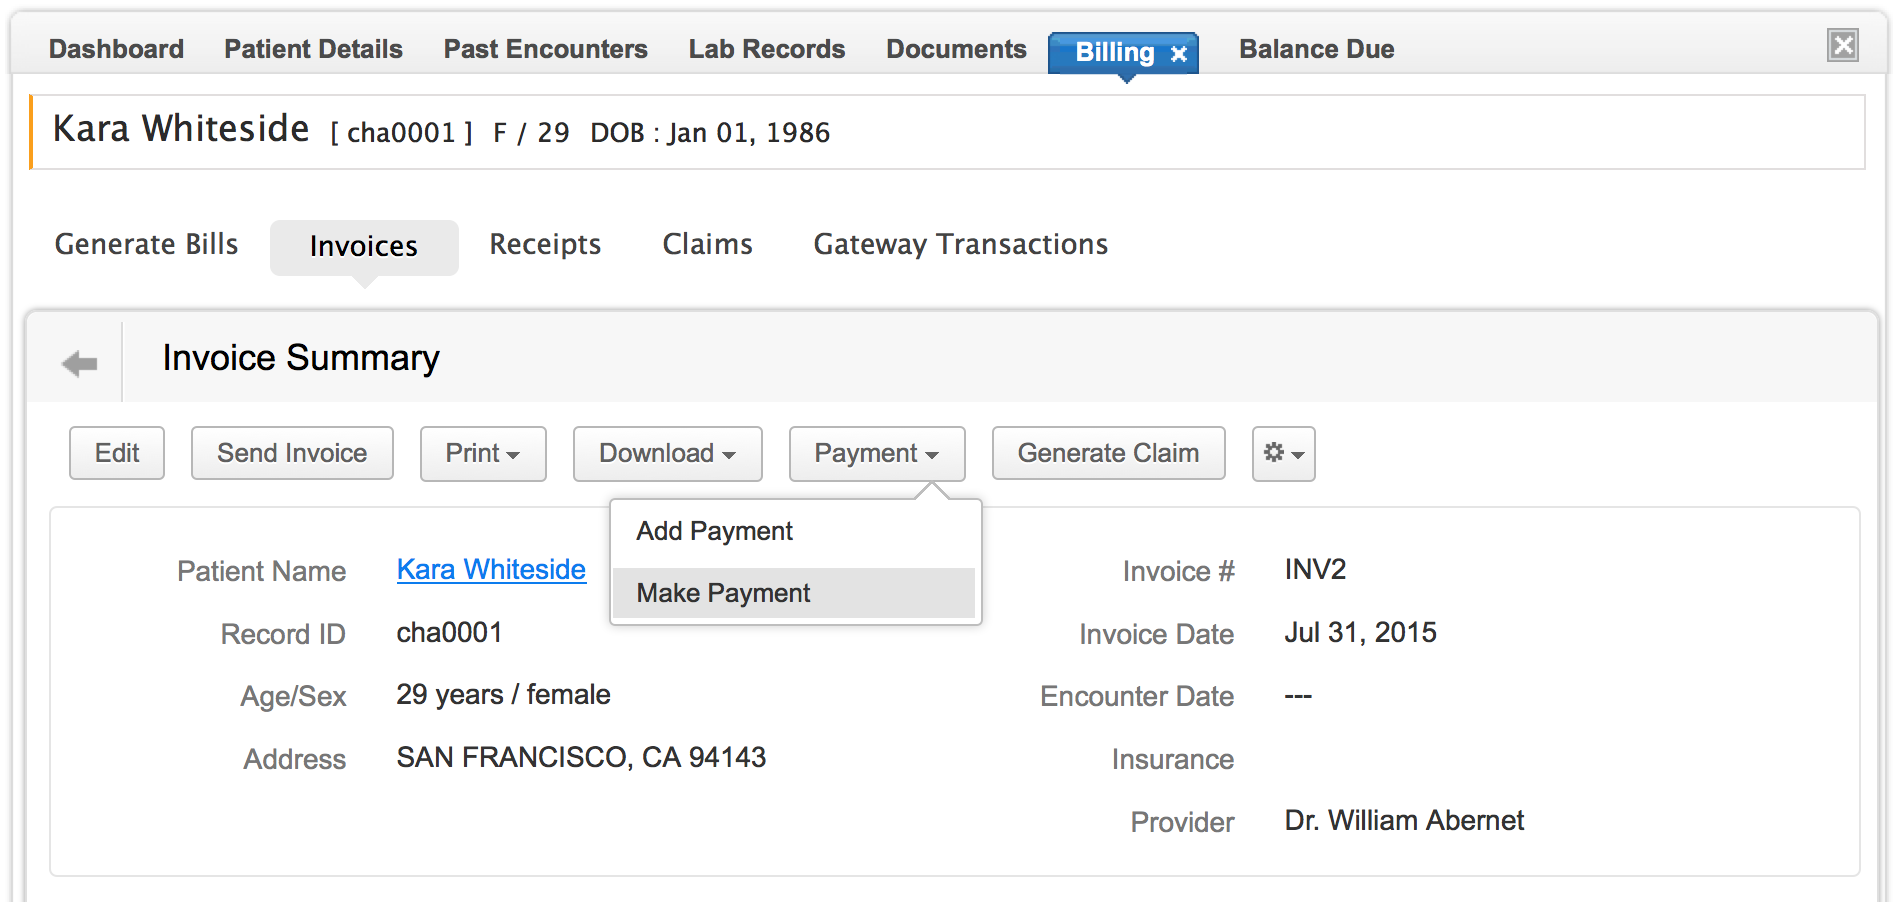 Dashboard Patient Details Past Encounters Lab Records Documents Billing Balance Due
Kara Whiteside [ cha0001 ] F / 29 DOB : Jan 01, 1986
Generate Bills Invoices Receipts Claims Gateway Transactions
Invoice Summary
Edit Send Invoice Print Download Payment Generate Claim
Add Payment
Make Payment
Patient Name Kara Whiteside
Record ID cha0001
Age/Sex 29 years / female
Address SAN FRANCISCO, CA 94143
Invoice # INV2
Invoice Date Jul 31, 2015
Encounter Date ---
Insurance
Provider Dr. William Abernet